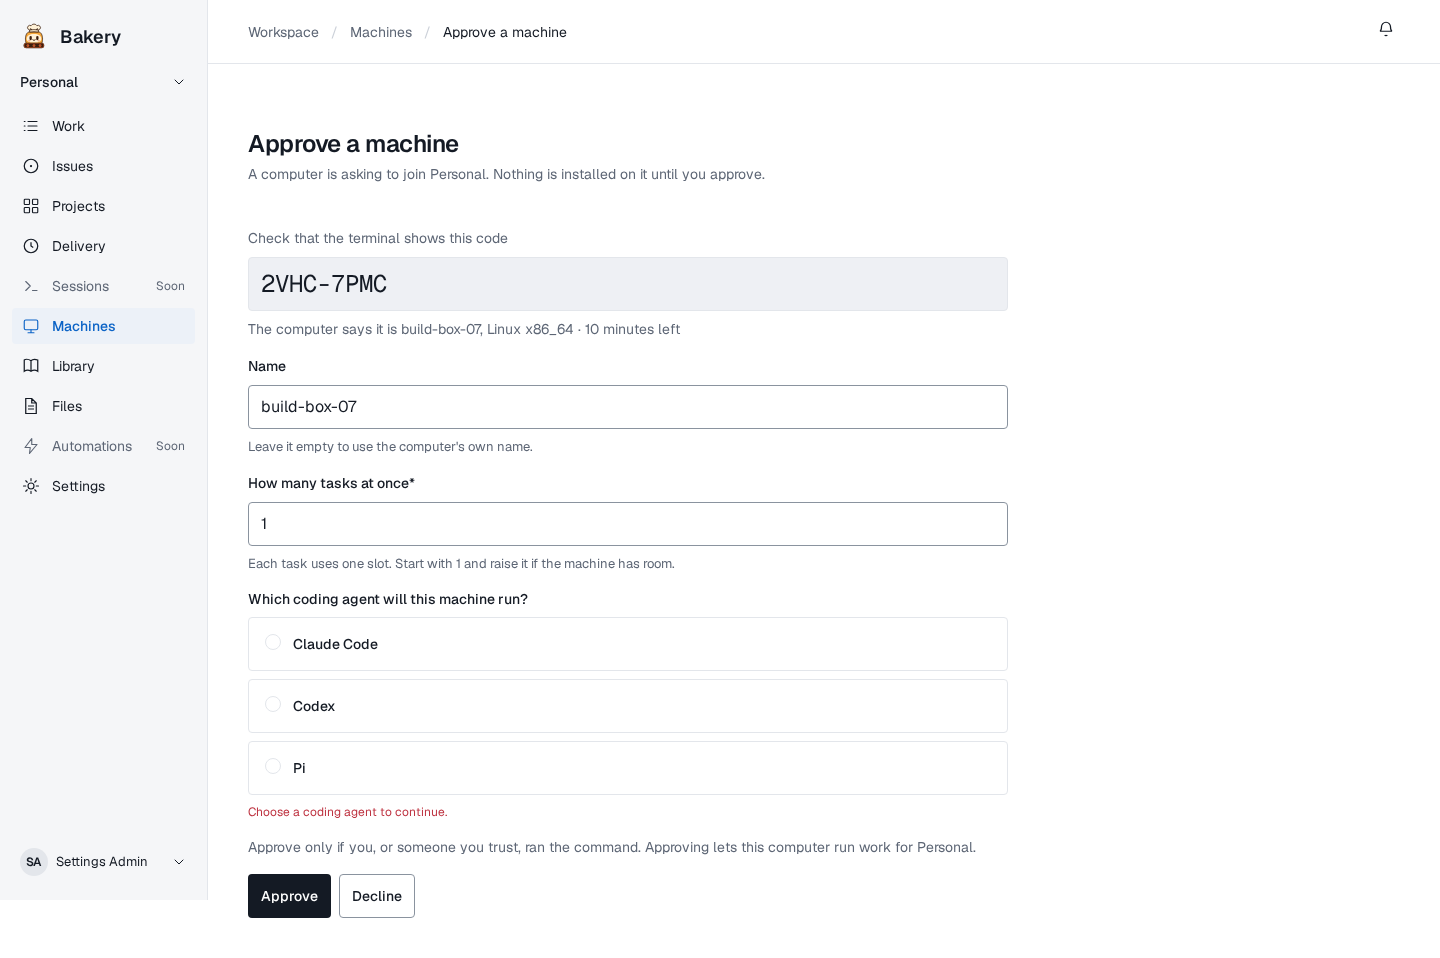 Bakery
Personal
Work
Issues
Projects
Delivery
Sessions Soon
Machines
Library
Files
Automations Soon
Settings
SA Settings Admin
Workspace / Machines / Approve a machine
Approve a machine
A computer is asking to join Personal. Nothing is installed on it until you approve.
Check that the terminal shows this code
2VHC-7PMC
The computer says it is build-box-07, Linux x86_64 · 10 minutes left
Name
build-box-07
Leave it empty to use the computer's own name.
How many tasks at once*
1
Each task uses one slot. Start with 1 and raise it if the machine has room.
Which coding agent will this machine run?
Claude Code
Codex
Pi
Choose a coding agent to continue.
Approve only if you, or someone you trust, ran the command. Approving lets this computer run work for Personal.
Approve Decline